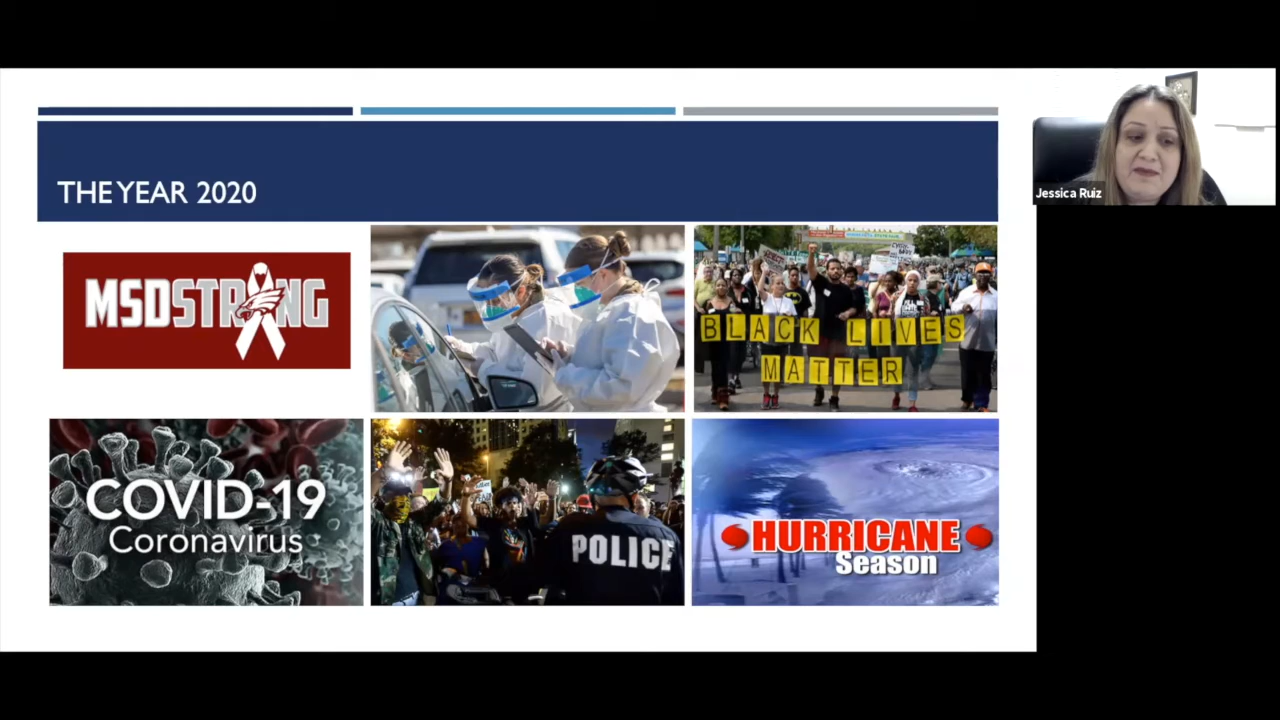 THE YEAR 2020
Jessica Ruiz
MSDSTRONG
BLACK LIVES
MATTER
COVID-19
Coronavirus
POLICE
HURRICANE
Season